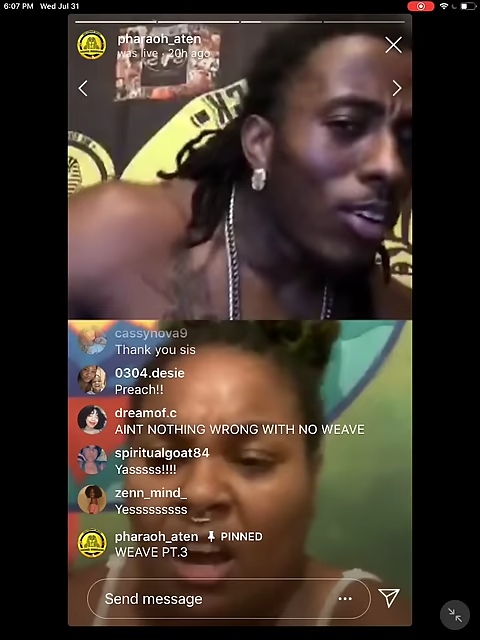 6:07 PM Wed Jul 31
pharaoh_aten
was live · 20h ago
cassynova9
Thank you sis
0304.desie
Preach!!
dreamof.c
AINT NOTHING WRONG WITH NO WEAVE
spiritualgoat84
Yasssss!!!!
zenn_mind_
Yesssssssss
pharaoh_aten PINNED
WEAVE PT.3
Send message